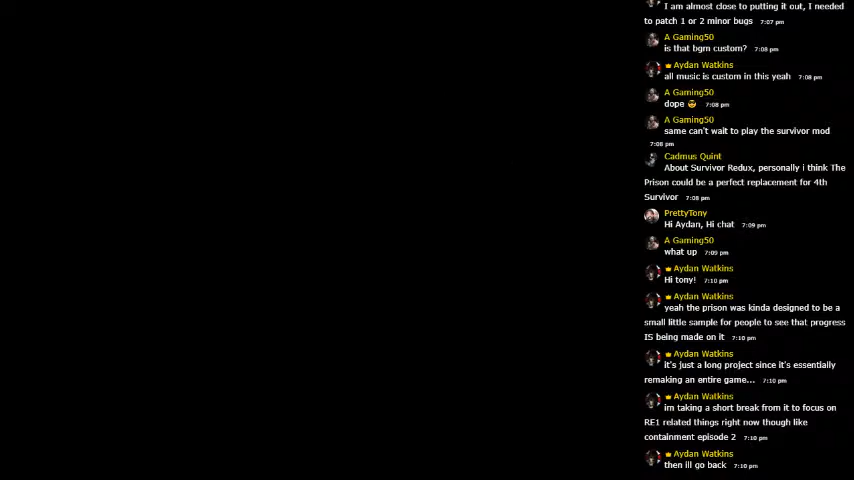 I am almost close to putting it out, I needed
to patch 1 or 2 minor bugs 7:07 pm
A Gaming50
is that bgm custom? 7:08 pm
Aydan Watkins
all music is custom in this yeah 7:08 pm
A Gaming50
dope 😎 7:08 pm
A Gaming50
same can't wait to play the survivor mod
7:08 pm
Cadmus Quint
About Survivor Redux, personally i think The
Prison could be a perfect replacement for 4th
Survivor 7:08 pm
PrettyTony
Hi Aydan, Hi chat 7:09 pm
A Gaming50
what up 7:09 pm
Aydan Watkins
Hi tony! 7:10 pm
Aydan Watkins
yeah the prison was kinda designed to be a
small little sample for people to see that progress
IS being made on it 7:10 pm
Aydan Watkins
it's just a long project since it's essentially
remaking an entire game... 7:10 pm
Aydan Watkins
im taking a short break from it to focus on
RE1 related things right now though like
containment episode 2 7:10 pm
Aydan Watkins
then ill go back 7:10 pm